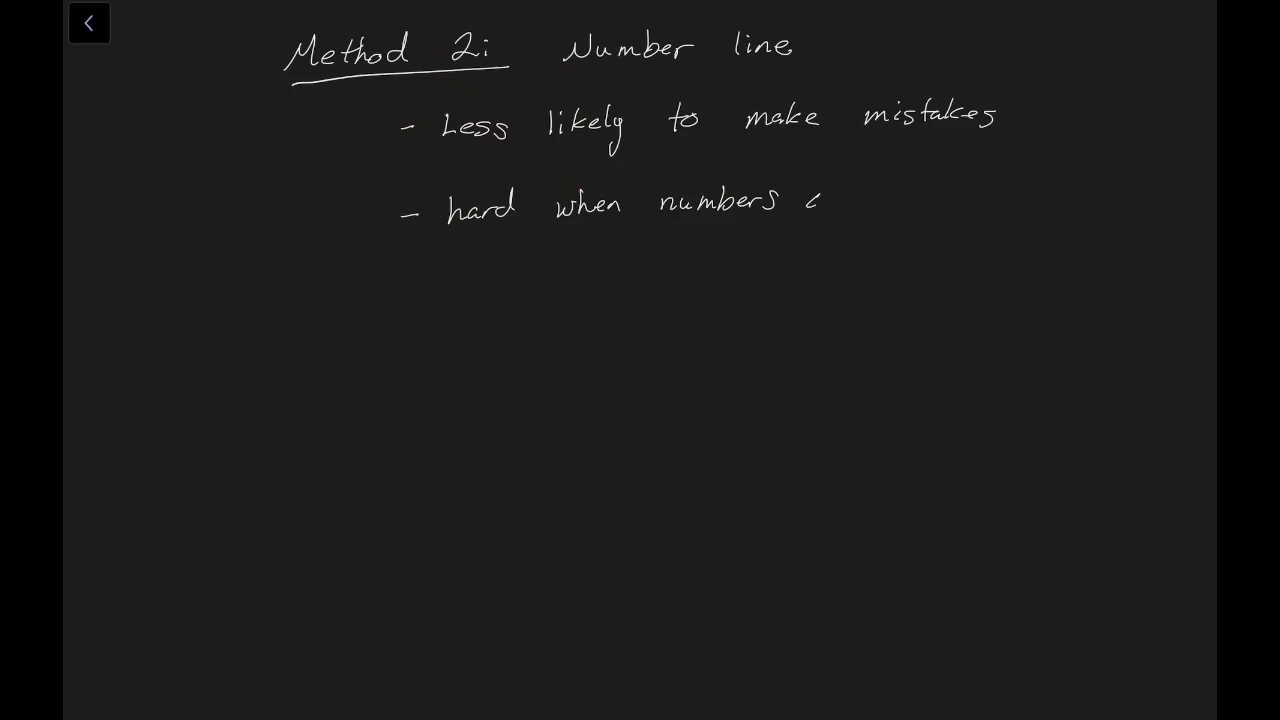 Method 2: Number line
- Less likely to make mistakes
- hard when numbers